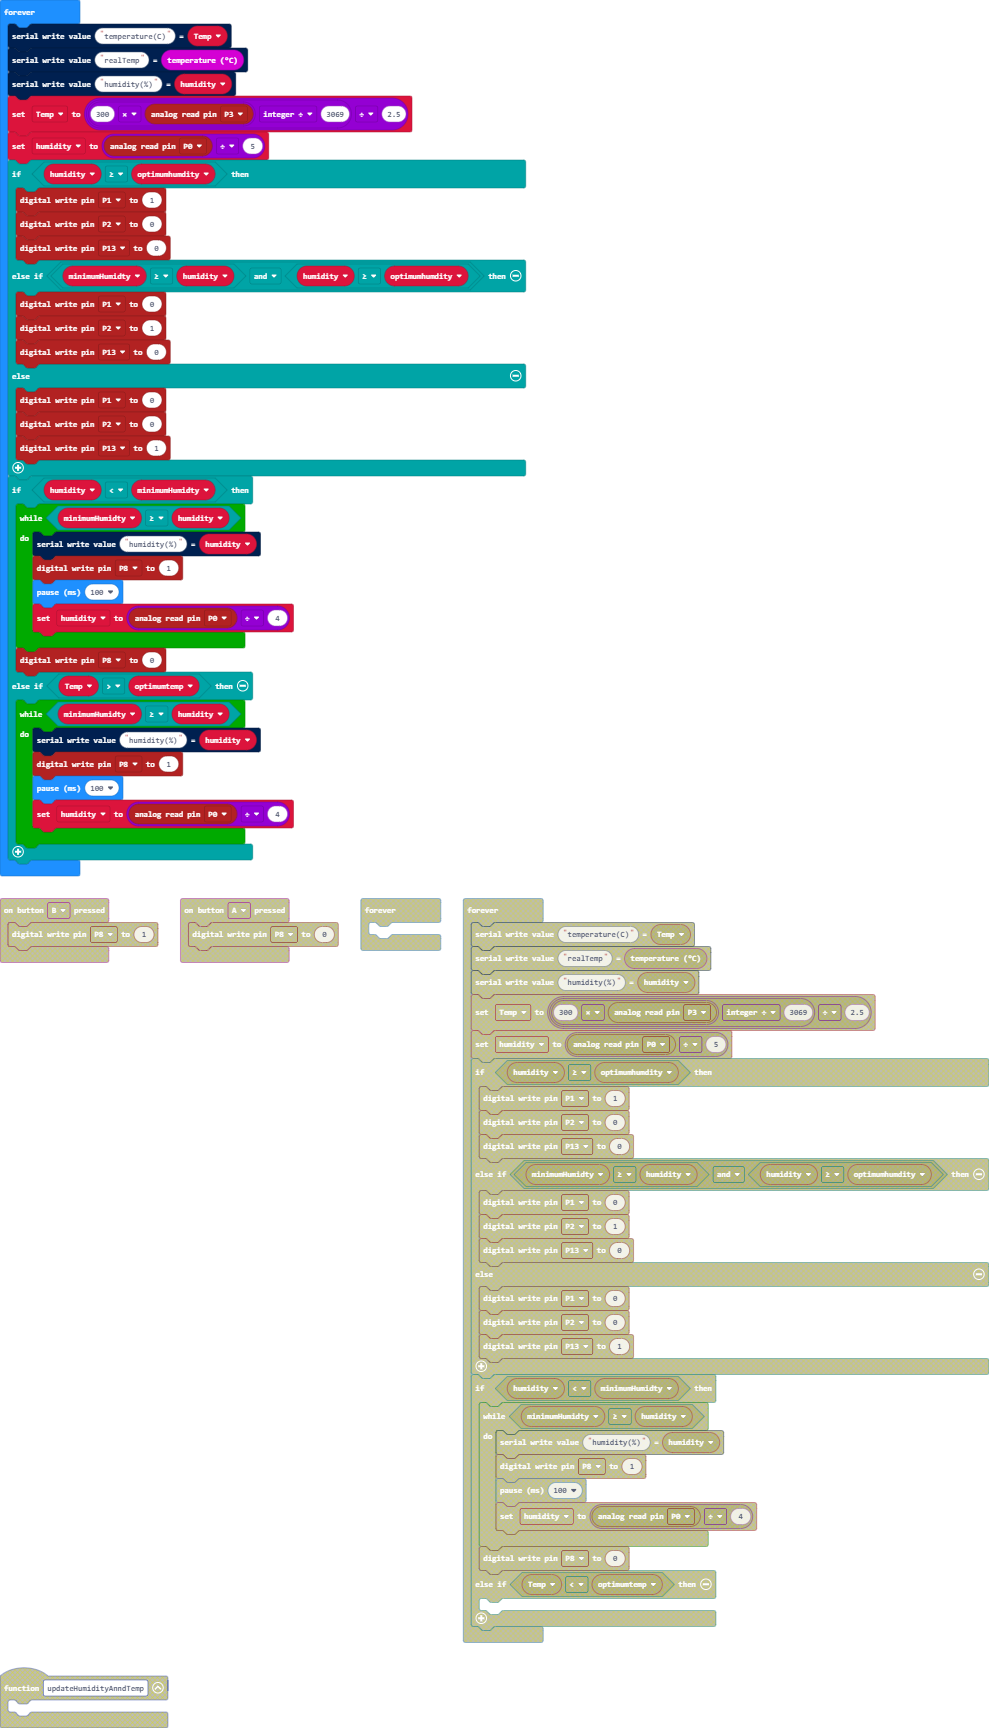 forever
serial write value "temperature(C)" = Temp
serial write value "realTemp" = temperature (°C)
serial write value "humidity(%)" = humidity
set Temp to 300 × analog read pin P3 integer ÷ 3069 ÷ 2.5
set humidity to analog read pin P0 ÷ 5
if humidity ≥ optimumhumdity then
digital write pin P1 to 1
digital write pin P2 to 0
digital write pin P13 to 0
else if minimumHumidty ≥ humidity and humidity ≥ optimumhumdity then
digital write pin P1 to 0
digital write pin P2 to 1
digital write pin P13 to 0
else
digital write pin P1 to 0
digital write pin P2 to 0
digital write pin P13 to 1
if humidity < minimumHumidty then
while minimumHumidty ≥ humidity
do serial write value "humidity(%)" = humidity
digital write pin P8 to 1
pause (ms) 100
set humidity to analog read pin P0 ÷ 4
digital write pin P8 to 0
else if Temp > optimumtemp then
while minimumHumidty ≥ humidity
do serial write value "humidity(%)" = humidity
digital write pin P8 to 1
pause (ms) 100
set humidity to analog read pin P0 ÷ 4
on button B pressed
digital write pin P8 to 1
on button A pressed
digital write pin P8 to 0
forever
forever
serial write value "temperature(C)" = Temp
serial write value "realTemp" = temperature (°C)
serial write value "humidity(%)" = humidity
set Temp to 300 × analog read pin P3 integer ÷ 3069 ÷ 2.5
set humidity to analog read pin P0 ÷ 5
if humidity ≥ optimumhumdity then
digital write pin P1 to 1
digital write pin P2 to 0
digital write pin P13 to 0
else if minimumHumidty ≥ humidity and humidity ≥ optimumhumdity then
digital write pin P1 to 0
digital write pin P2 to 1
digital write pin P13 to 0
else
digital write pin P1 to 0
digital write pin P2 to 0
digital write pin P13 to 1
if humidity < minimumHumidty then
while minimumHumidty ≥ humidity
do serial write value "humidity(%)" = humidity
digital write pin P8 to 1
pause (ms) 100
set humidity to analog read pin P0 ÷ 4
digital write pin P8 to 0
else if Temp < optimumtemp then
function updateHumidityAnndTemp